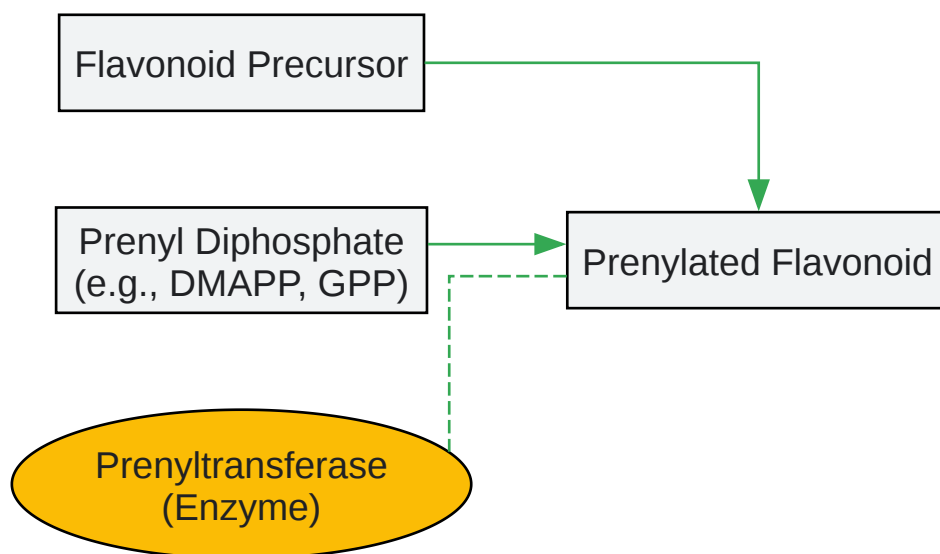 Flavonoid Precursor
Prenyl Diphosphate
(e.g., DMAPP, GPP)
Prenylated Flavonoid
Prenyltransferase
(Enzyme)